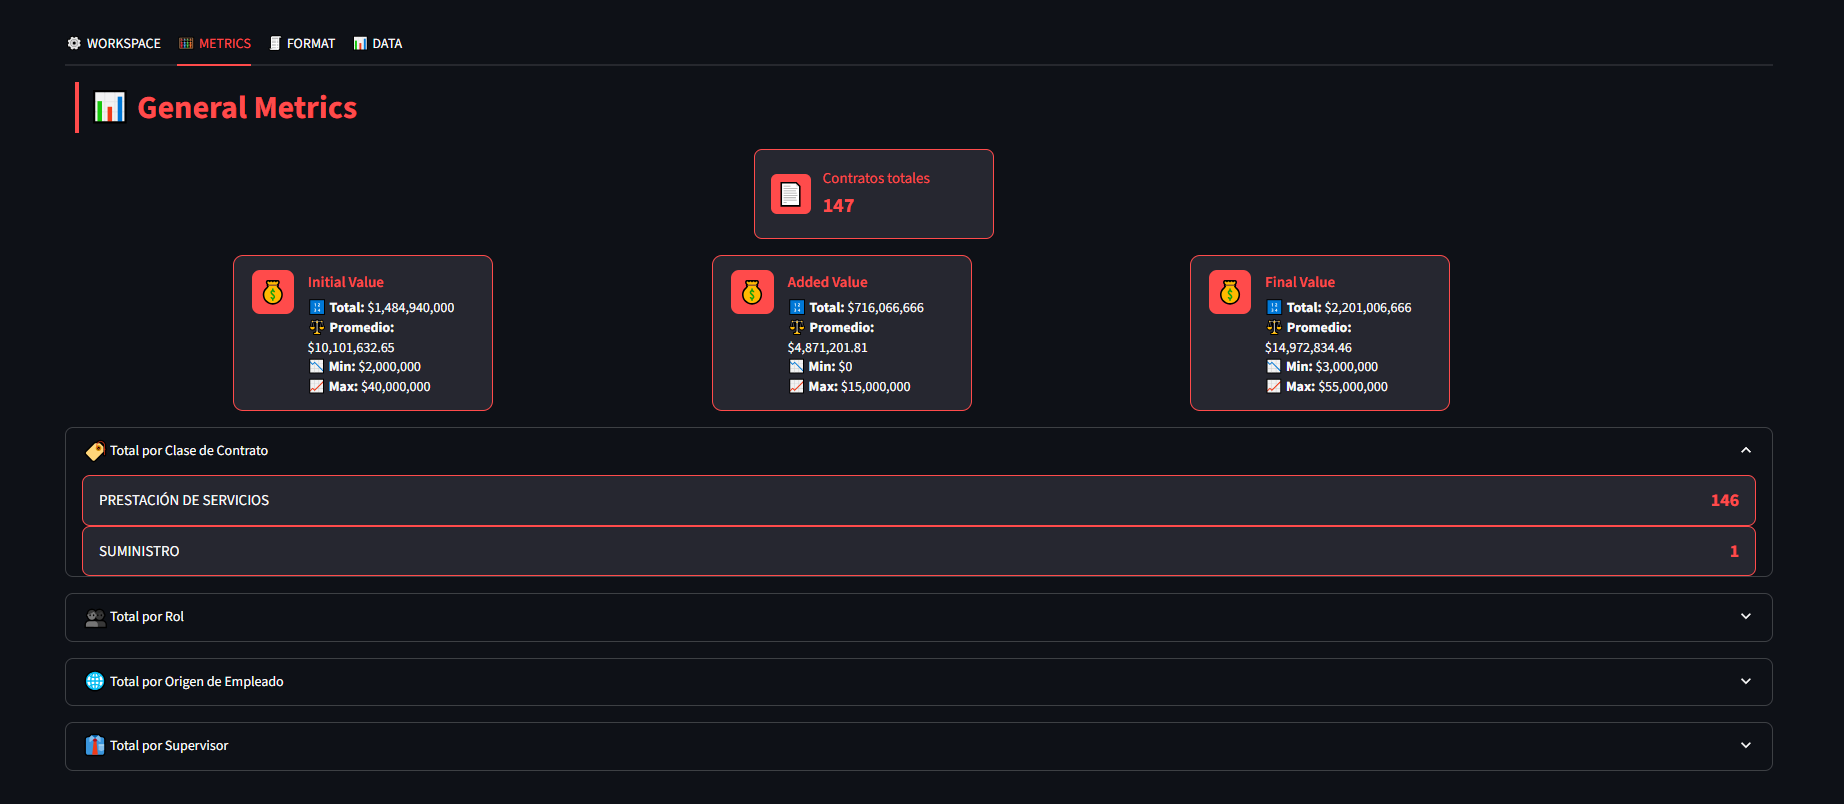 WORKSPACE METRICS FORMAT DATA
General Metrics
Contratos totales
147
Initial Value
Total: $1,484,940,000
Promedio:
$10,101,632.65
Min: $2,000,000
Max: $40,000,000
Added Value
Total: $716,066,666
Promedio:
$4,871,201.81
Min: $0
Max: $15,000,000
Final Value
Total: $2,201,006,666
Promedio:
$14,972,834.46
Min: $3,000,000
Max: $55,000,000
Total por Clase de Contrato
PRESTACIÓN DE SERVICIOS 146
SUMINISTRO 1
Total por Rol
Total por Origen de Empleado
Total por Supervisor